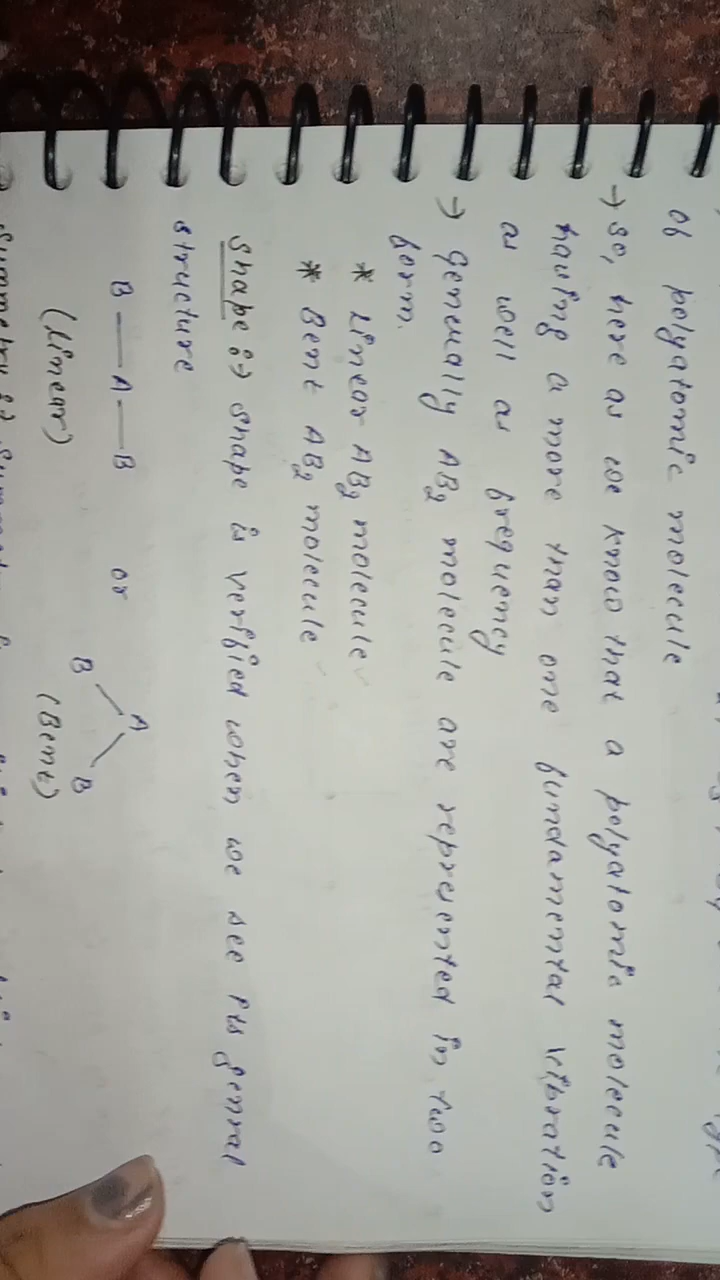 of polyatomic molecule
→ so, here as we know that a polyatomic molecule
having a more than one fundamental vibration
as well as frequency
→ generally AB2 molecule are represented in two
form.
* Linear AB2 molecule
* Bent AB2 molecule
Shape :→ shape is verified when we see its genral
structure
B — A — B or B A B
(linear) (Bent)